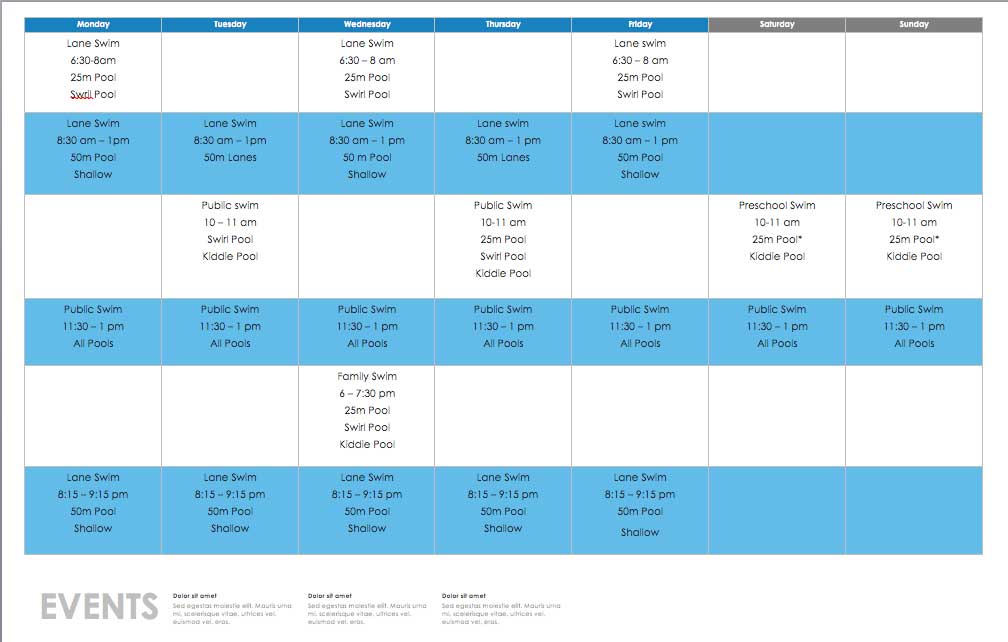 Monday Tuesday Wednesday Thursday Friday Saturday Sunday
Lane Swim
6:30-8am
25m Pool
Swril Pool
Lane Swim
6:30 – 8 am
25m Pool
Swirl Pool
Lane swim
6:30 – 8 am
25m Pool
Swirl Pool
Lane Swim
8:30 am – 1pm
50m Pool
Shallow
Lane Swim
8:30 am – 1pm
50m Lanes
Lane Swim
8:30 am – 1 pm
50 m Pool
Shallow
Lane swim
8:30 am – 1 pm
50m Lanes
Lane swim
8:30 am – 1 pm
50m Pool
Shallow
Public swim
10 – 11 am
Swirl Pool
Kiddie Pool
Public Swim
10-11 am
25m Pool
Swirl Pool
Kiddie Pool
Preschool Swim
10-11 am
25m Pool*
Kiddie Pool
Preschool Swim
10-11 am
25m Pool*
Kiddie Pool
Public Swim
11:30 – 1 pm
All Pools
Public Swim
11:30 – 1 pm
All Pools
Public Swim
11:30 – 1 pm
All Pools
Public Swim
11:30 – 1 pm
All Pools
Public Swim
11:30 – 1 pm
All Pools
Public Swim
11:30 – 1 pm
All Pools
Public Swim
11:30 – 1 pm
All Pools
Family Swim
6 – 7:30 pm
25m Pool
Swirl Pool
Kiddie Pool
Lane Swim
8:15 – 9:15 pm
50m Pool
Shallow
Lane Swim
8:15 – 9:15 pm
50m Pool
Shallow
Lane Swim
8:15 – 9:15 pm
50m Pool
Shallow
Lane Swim
8:15 – 9:15 pm
50m Pool
Shallow
Lane Swim
8:15 – 9:15 pm
50m Pool
Shallow
EVENTS
Dolor sit amet
Sed egestas molestie elit. Mauris urna
mi, scelerisque vitae, ultrices vel,
euismod vel, eros.
Dolor sit amet
Sed egestas molestie elit. Mauris urna
mi, scelerisque vitae, ultrices vel,
euismod vel, eros.
Dolor sit amet
Sed egestas molestie elit. Mauris urna
mi, scelerisque vitae, ultrices vel,
euismod vel, eros.